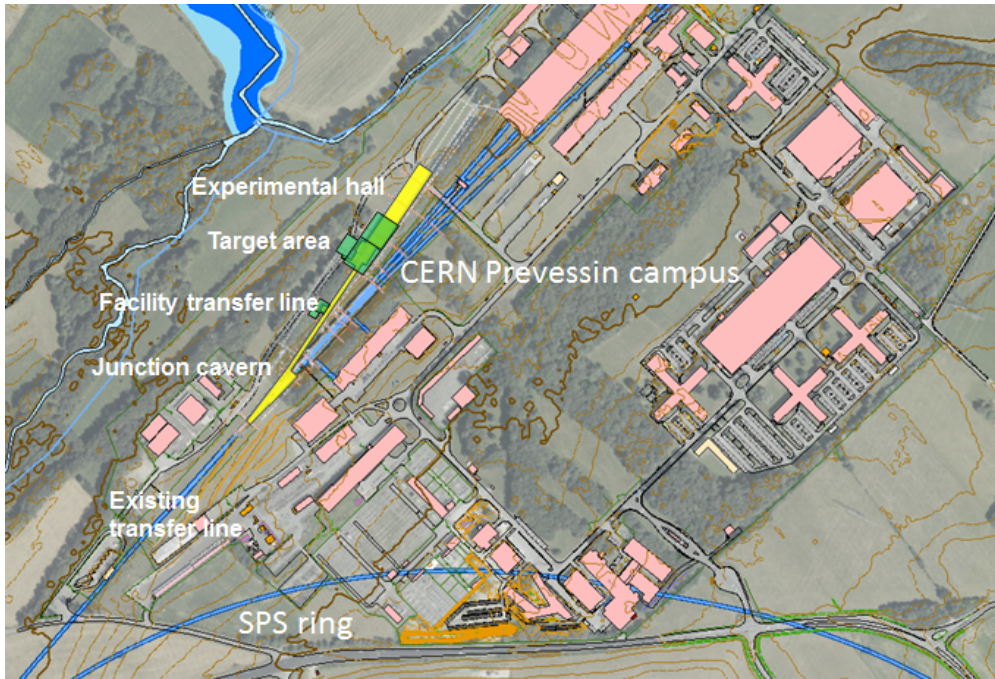 Experimental hall
Target area
CERN Prevessin campus
Facility transfer line
Junction cavern
Existing
transfer line
SPS ring